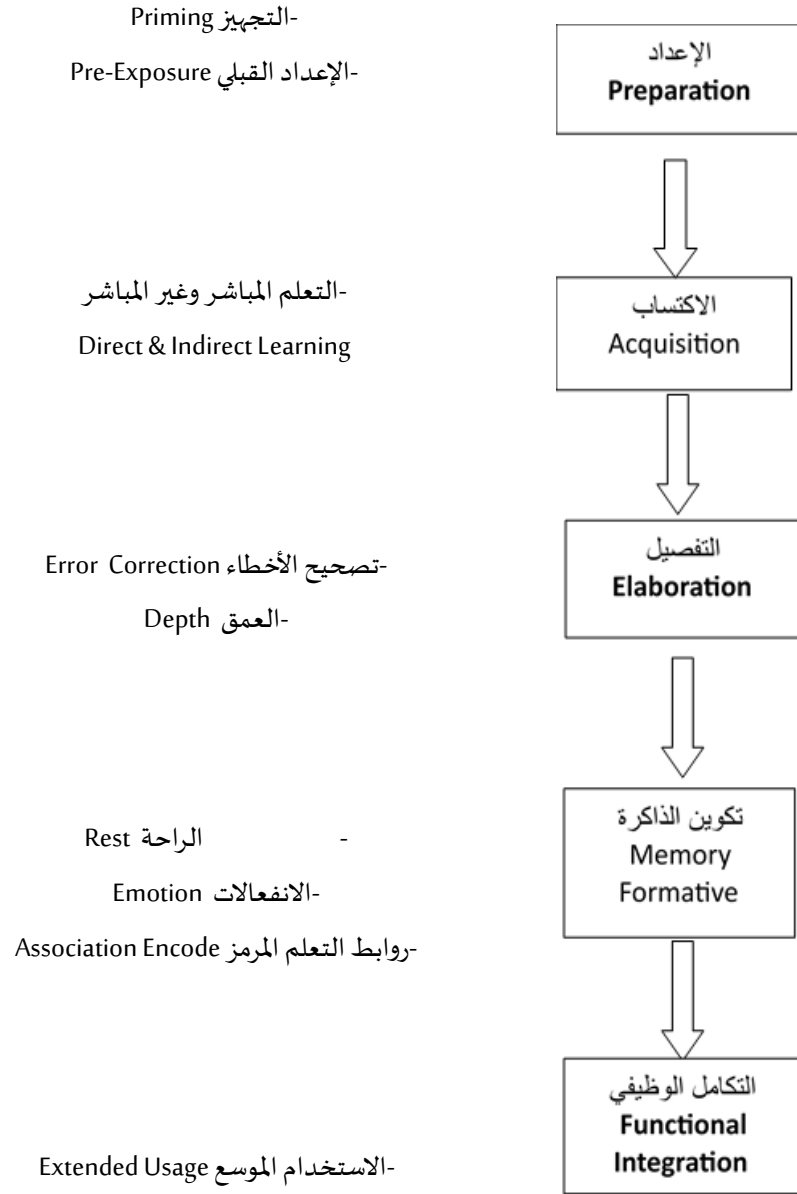 -التجهيز Priming
-الإعداد القبلي Pre-Exposure
الإعداد
Preparation
-التعلم المباشر وغير المباشر
Direct & Indirect Learning
الاكتساب
Acquisition
-تصحيح الأخطاء Error Correction
-العمق Depth
التفصيل
Elaboration
- الراحة Rest
-الانفعالات Emotion
-روابط التعلم المرمز Association Encode
تكوين الذاكرة
Memory
Formative
-الاستخدام الموسع Extended Usage
التكامل الوظيفي
Functional
Integration